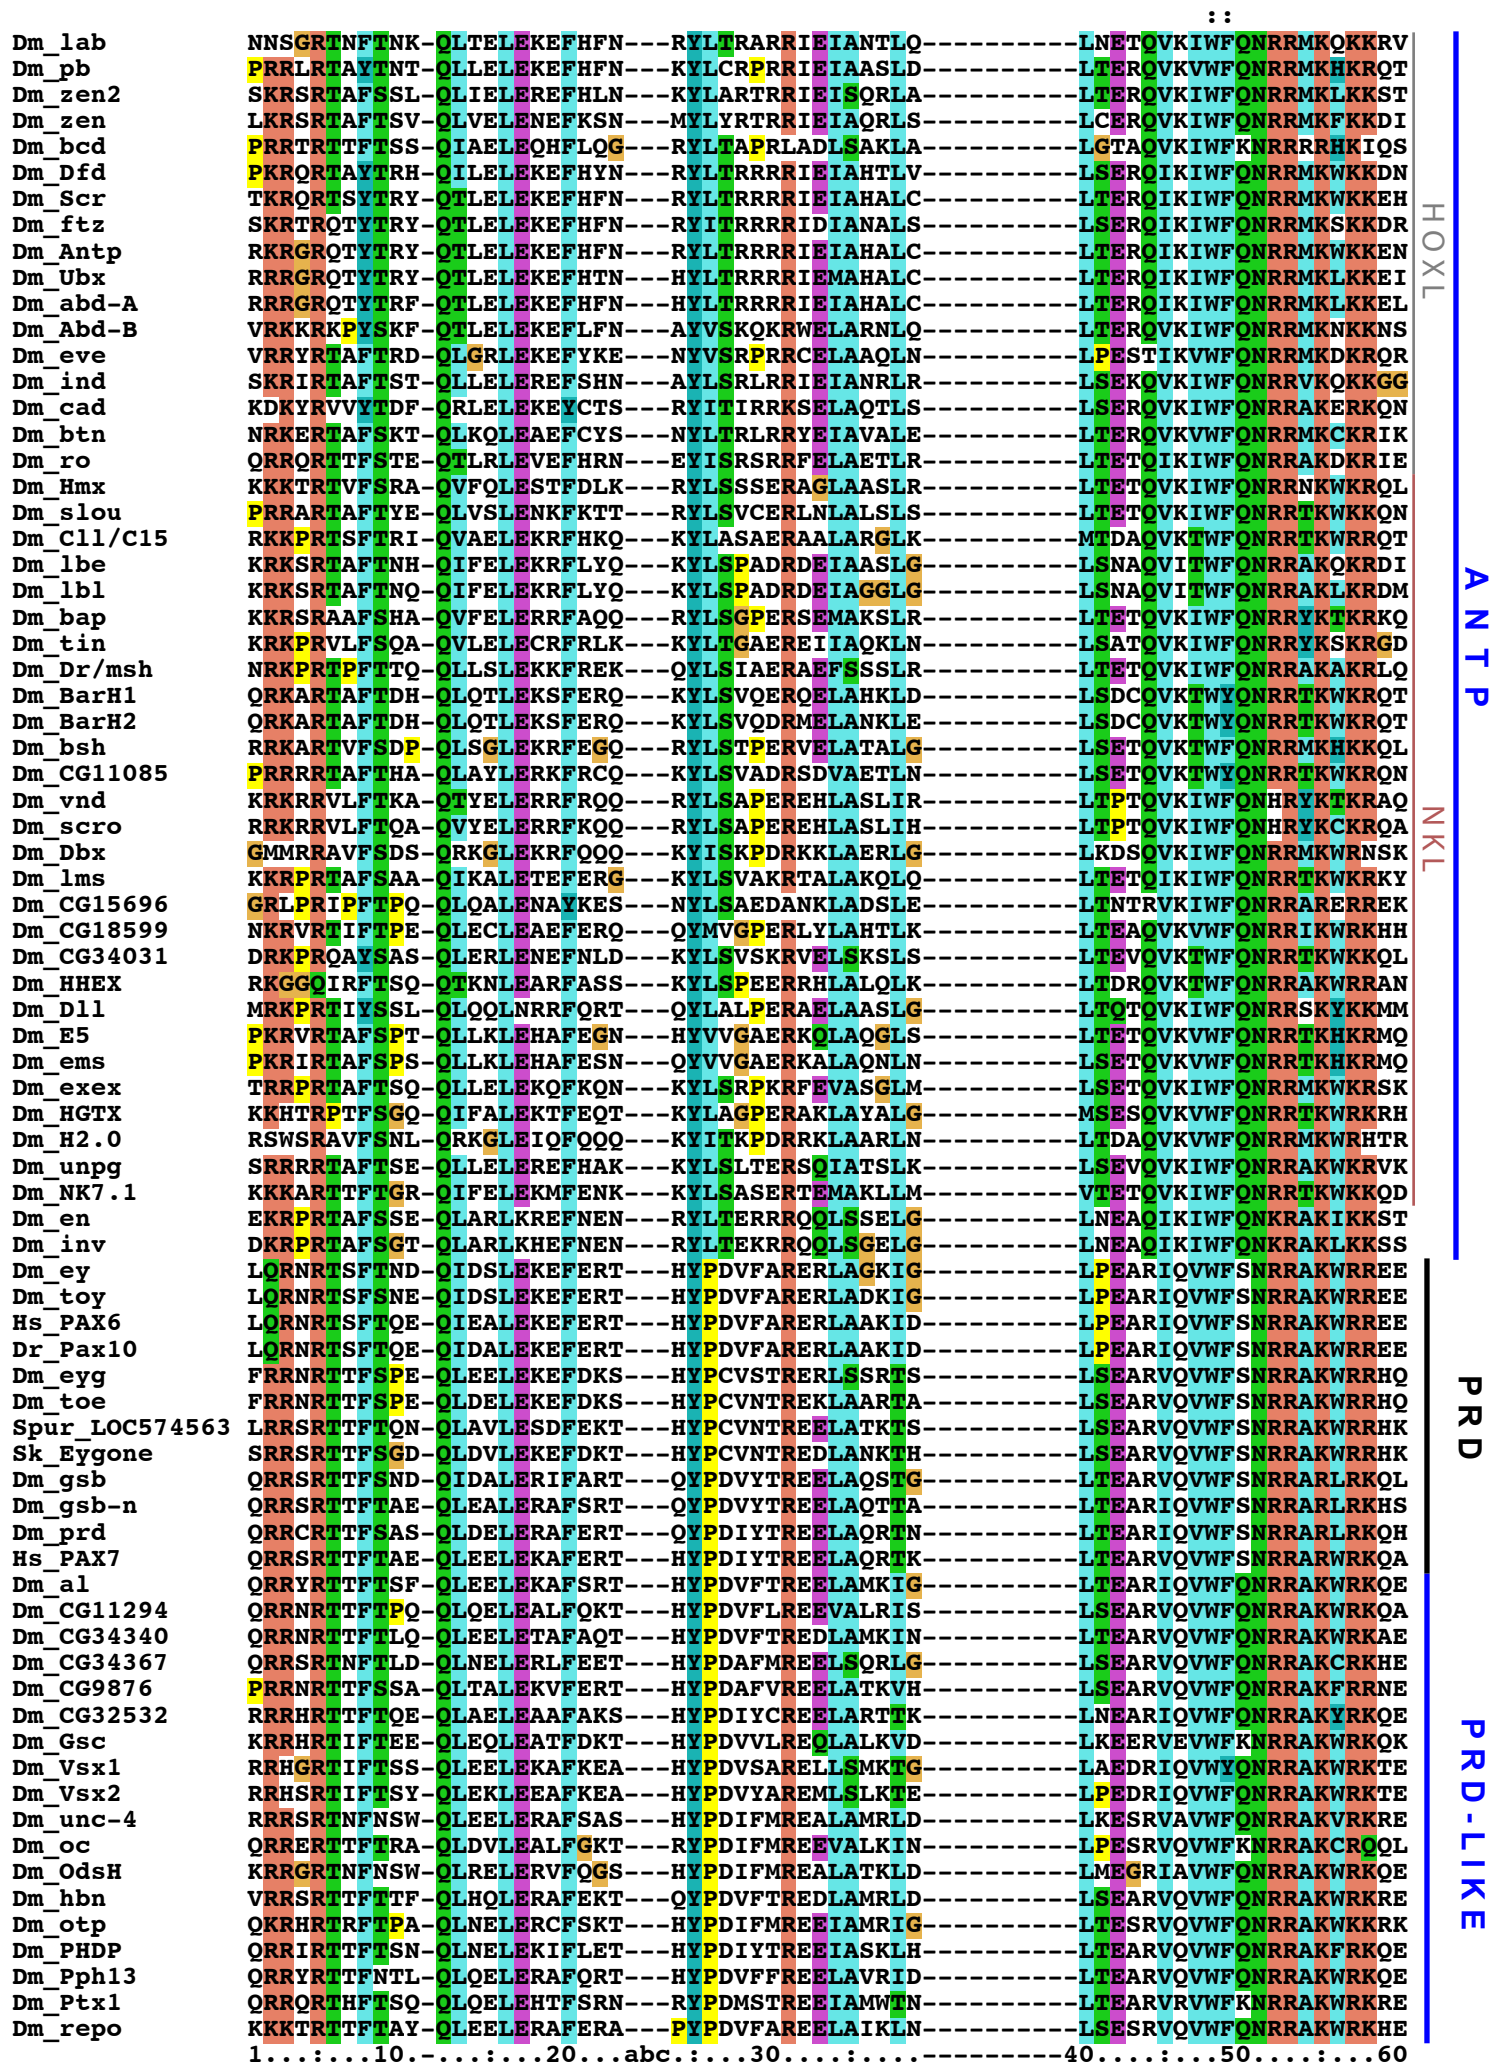 ::
Dm_lab NNSGRTNFTNK-QLTELEKEFHFN---RYLTRARRIEIANTLQ----------LNETQVKIWFQNRRMKQKKRV
Dm_pb PRRLRTAYTNT-QLLELEKEFHFN---KYLCRPRRIEIAASLD----------LTERQVKVWFQNRRMKHKRQT
Dm_zen2 SKRSRTAFSSL-QLIELEREFHLN---KYLARTRRIEISQRLA----------LTERQVKIWFQNRRMKLKKST
Dm_zen LKRSRTAFTSV-QLVELENEFKSN---MYLYRTRRIEIAQRLS----------LCERQVKIWFQNRRMKFKKDI
Dm_bcd PRRTRTTFTSS-QIAELEQHFLQG---RYLTAPRLADLSAKLA----------LGTAQVKIWFKNRRRRHKIQS
Dm_Dfd PKRQRTAYTRH-QILELEKEFHYN---RYLTRRRRIEIAHTLV----------LSERQIKIWFQNRRMKWKKDN
Dm_Scr TKRQRTSYTRY-QTLELEKEFHFN---RYLTRRRRIEIAHALC----------LTERQIKIWFQNRRMKWKKEH
Dm_ftz SKRTRQTYTRY-QTLELEKEFHFN---RYITRRRRIDIANALS----------LSERQIKIWFQNRRMKSKKDR
Dm_Antp RKRGRQTYTRY-QTLELEKEFHFN---RYLTRRRRIEIAHALC----------LTERQIKIWFQNRRMKWKKEN
Dm_Ubx RRRGRQTYTRY-QTLELEKEFHTN---HYLTRRRRIEMAHALC----------LTERQIKIWFQNRRMKLKKEI
Dm_abd-A RRRGRQTYTRF-QTLELEKEFHFN---HYLTRRRRIEIAHALC----------LTERQIKIWFQNRRMKLKKEL
Dm_Abd-B VRKKRKPYSKF-QTLELEKEFLFN---AYVSKQKRWELARNLQ----------LTERQVKIWFQNRRMKNKKNS
Dm_eve VRRYRTAFTRD-QLGRLEKEFYKE---NYVSRPRRCELAAQLN----------LPESTIKVWFQNRRMKDKRQR
Dm_ind SKRIRTAFTST-QLLELEREFSHN---AYLSRLRRIEIANRLR----------LSEKQVKIWFQNRRVKQKKGG
Dm_cad KDKYRVVYTDF-QRLELEKEYCTS---RYITIRRKSELAQTLS----------LSERQVKIWFQNRRAKERKQN
Dm_btn NRKERTAFSKT-QLKQLEAEFCYS---NYLTRLRRYEIAVALE----------LTERQVKVWFQNRRMKCKRIK
Dm_ro QRRQRTTFSTE-QTLRLEVEFHRN---EYISRSRRFELAETLR----------LTETQIKIWFQNRRAKDKRIE
Dm_Hmx KKKTRTVFSRA-QVFQLESTFDLK---RYLSSSERAGLAASLR----------LTETQVKIWFQNRRNKWKRQL
Dm_slou PRRARTAFTYE-QLVSLENKFKTT---RYLSVCERLNLALSLS----------LTETQVKIWFQNRRTKWKKQN
Dm_Cll/C15 RKKPRTSFTRI-QVAELEKRFHKQ---KYLASAERAALARGLK----------MTDAQVKTWFQNRRTKWRRQT
Dm_lbe KRKSRTAFTNH-QIFELEKRFLYQ---KYLSPADRDEIAASLG----------LSNAQVITWFQNRRAKQKRDI
Dm_lbl KRKSRTAFTNQ-QIFELEKRFLYQ---KYLSPADRDEIAGGLG----------LSNAQVITWFQNRRAKLKRDM
Dm_bap KKRSRAAFSHA-QVFELERRFAQQ---RYLSGPERSEMAKSLR----------LTETQVKIWFQNRRYKTKRKQ
Dm_tin KRKPRVLFSQA-QVLELECRFRLK---KYLTGAEREIIAQKLN----------LSATQVKIWFQNRRYKSKRGD
Dm_Dr/msh NRKPRTPFTTQ-QLLSLEKKFREK---QYLSIAERAEFSSSLR----------LTETQVKIWFQNRRAKAKRLQ
Dm_BarH1 QRKARTAFTDH-QLQTLEKSFERQ---KYLSVQERQELAHKLD----------LSDCQVKTWYQNRRTKWKRQT
Dm_BarH2 QRKARTAFTDH-QLQTLEKSFERQ---KYLSVQDRMELANKLE----------LSDCQVKTWYQNRRTKWKRQT
Dm_bsh RRKARTVFSDP-QLSGLEKRFEGQ---RYLSTPERVELATALG----------LSETQVKTWFQNRRMKHKKQL
Dm_CG11085 PRRRRTAFTHA-QLAYLERKFRCQ---KYLSVADRSDVAETLN----------LSETQVKTWYQNRRTKWKRQN
Dm_vnd KRKRRVLFTKA-QTYELERRFRQQ---RYLSAPEREHLASLIR----------LTPTQVKIWFQNHRYKTKRAQ
Dm_scro RRKRRVLFTQA-QVYELERRFKQQ---RYLSAPEREHLASLIH----------LTPTQVKIWFQNHRYKCKRQA
Dm_Dbx GMMRRAVFSDS-QRKGLEKRFQQQ---KYISKPDRKKLAERLG----------LKDSQVKIWFQNRRMKWRNSK
Dm_lms KKRPRTAFSAA-QIKALETEFERG---KYLSVAKRTALAKQLQ----------LTETQIKIWFQNRRTKWKRKY
Dm_CG15696 GRLPRIPFTPQ-QLQALENAYKES---NYLSAEDANKLADSLE----------LTNTRVKIWFQNRRARERREK
Dm_CG18599 NKRVRTIFTPE-QLECLEAEFERQ---QYMVGPERLYLAHTLK----------LTEAQVKVWFQNRRIKWRKHH
Dm_CG34031 DRKPRQAYSAS-QLERLENEFNLD---KYLSVSKRVELSKSLS----------LTEVQVKTWFQNRRTKWKKQL
Dm_HHEX RKGGQIRFTSQ-QTKNLEARFASS---KYLSPEERRHLALQLK----------LTDRQVKTWFQNRRAKWRRAN
Dm_Dll MRKPRTIYSSL-QLQQLNRRFQRT---QYLALPERAELAASLG----------LTQTQVKIWFQNRRSKYKKMM
Dm_E5 PKRVRTAFSPT-QLLKLEHAFEGN---HYVVGAERKQLAQGLS----------LTETQVKVWFQNRRTKHKRMQ
Dm_ems PKRIRTAFSPS-QLLKLEHAFESN---QYVVGAERKALAQNLN----------LSETQVKVWFQNRRTKHKRMQ
Dm_exex TRRPRTAFTSQ-QLLELEKQFKQN---KYLSRPKRFEVASGLM----------LSETQVKIWFQNRRMKWKRSK
Dm_HGTX KKHTRPTFSGQ-QIFALEKTFEQT---KYLAGPERAKLAYALG----------MSESQVKVWFQNRRTKWRKRH
Dm_H2.0 RSWSRAVFSNL-QRKGLEIQFQQQ---KYITKPDRRKLAARLN----------LTDAQVKVWFQNRRMKWRHTR
Dm_unpg SRRRRTAFTSE-QLLELEREFHAK---KYLSLTERSQIATSLK----------LSEVQVKIWFQNRRAKWKRVK
Dm_NK7.1 KKKARTTFTGR-QIFELEKMFENK---KYLSASERTEMAKLLM----------VTETQVKIWFQNRRTKWKKQD
Dm_en EKRPRTAFSSE-QLARLKREFNEN---RYLTERRRQQLSSELG----------LNEAQIKIWFQNKRAKIKKST
Dm_inv DKRPRTAFSGT-QLARLKHEFNEN---RYLTEKRRQQLSGELG----------LNEAQIKIWFQNKRAKLKKSS
Dm_ey LQRNRTSFTND-QIDSLEKEFERT---HYPDVFARERLAGKIG----------LPEARIQVWFSNRRAKWRREE
Dm_toy LQRNRTSFSNE-QIDSLEKEFERT---HYPDVFARERLADKIG----------LPEARIQVWFSNRRAKWRREE
Hs_PAX6 LQRNRTSFTQE-QIEALEKEFERT---HYPDVFARERLAAKID----------LPEARIQVWFSNRRAKWRREE
Dr_Pax10 LQRNRTSFTQE-QIDALEKEFERT---HYPDVFARERLAAKID----------LPEARIQVWFSNRRAKWRREE
Dm_eyg FRRNRTTFSPE-QLEELEKEFDKS---HYPCVSTRERLSSRTS----------LSEARVQVWFSNRRAKWRRHQ
Dm_toe FRRNRTTFSPE-QLDELEKEFDKS---HYPCVNTREKLAARTA----------LSEARVQVWFSNRRAKWRRHQ
Spur_LOC574563 LRRSRTTFTQN-QLAVLESDFEKT---HYPCVNTREELATKTS----------LSEARVQVWFSNRRAKWRRHK
Sk_Eygone SRRSRTTFSGD-QLDVLEKEFDKT---HYPCVNTREDLANKTH----------LSEARVQVWFSNRRAKWRRHK
Dm_gsb QRRSRTTFSND-QIDALERIFART---QYPDVYTREELAQSTG----------LTEARVQVWFSNRRARLRKQL
Dm_gsb-n QRRSRTTFTAE-QLEALERAFSRT---QYPDVYTREELAQTTA----------LTEARIQVWFSNRRARLRKHS
Dm_prd QRRCRTTFSAS-QLDELERAFERT---QYPDIYTREELAQRTN----------LTEARIQVWFSNRRARLRKQH
Hs_PAX7 QRRSRTTFTAE-QLEELEKAFERT---HYPDIYTREELAQRTK----------LTEARVQVWFSNRRARWRKQA
Dm_al QRRYRTTFTSF-QLEELEKAFSRT---HYPDVFTREELAMKIG----------LTEARIQVWFQNRRAKWRKQE
Dm_CG11294 QRRNRTTFTPQ-QLQELEALFQKT---HYPDVFLREEVALRIS----------LSEARVQVWFQNRRAKWRKQA
Dm_CG34340 QRRNRTTFTLQ-QLEELETAFAQT---HYPDVFTREDLAMKIN----------LTEARVQVWFQNRRAKWRKAE
Dm_CG34367 QRRSRTNFTLD-QLNELERLFEET---HYPDAFMREELSQRLG----------LSEARVQVWFQNRRAKCRKHE
Dm_CG9876 PRRNRTTFSSA-QLTALEKVFERT---HYPDAFVREELATKVH----------LSEARVQVWFQNRRAKFRRNE
Dm_CG32532 RRRHRTTFTQE-QLAELEAAFAKS---HYPDIYCREELARTTK----------LNEARIQVWFQNRRAKYRKQE
Dm_Gsc KRRHRTIFTEE-QLEQLEATFDKT---HYPDVVLREQLALKVD----------LKEERVEVWFKNRRAKWRKQK
Dm_Vsx1 RRHGRTIFTSS-QLEELEKAFKEA---HYPDVSARELLSMKTG----------LAEDRIQVWYQNRRAKWRKTE
Dm_Vsx2 RRHSRTIFTSY-QLEKLEEAFKEA---HYPDVYAREMLSLKTE----------LPEDRIQVWFQNRRAKWRKTE
Dm_unc-4 RRRSRTNFNSW-QLEELERAFSAS---HYPDIFMREALAMRLD----------LKESRVAVWFQNRRAKVRKRE
Dm_oc QRRERTTFTRA-QLDVLEALFGKT---RYPDIFMREEVALKIN----------LPESRVQVWFKNRRAKCRQQL
Dm_OdsH KRRGRTNFNSW-QLRELERVFQGS---HYPDIFMREALATKLD----------LMEGRIAVWFQNRRAKWRKQE
Dm_hbn VRRSRTTFTTF-QLHQLERAFEKT---QYPDVFTREDLAMRLD----------LSEARVQVWFQNRRAKWRKRE
Dm_otp QKRHRTRFTPA-QLNELERCFSKT---HYPDIFMREEIAMRIG----------LTESRVQVWFQNRRAKWKKRK
Dm_PHDP QRRIRTTFTSN-QLNELEKIFLET---HYPDIYTREEIASKLH----------LTEARVQVWFQNRRAKFRKQE
Dm_Pph13 QRRYRTTFNTL-QLQELERAFQRT---HYPDVFFREELAVRID----------LTEARVQVWFQNRRAKWRKQE
Dm_Ptx1 QRRQRTHFTSQ-QLQELEHTFSRN---RYPDMSTREEIAMWTN----------LTEARVRVWFKNRRAKWRKRE
Dm_repo KKKTRTTFTAY-QLEELERAFERA---PYPDVFAREELAIKLN----------LSESRVQVWFQNRRAKWRKHE
1...:...10.-...:....20...abc.:...30....:....----------40....:....50....:....60
HOXL
NKL
ANTP
PRD
PRD-LIKE